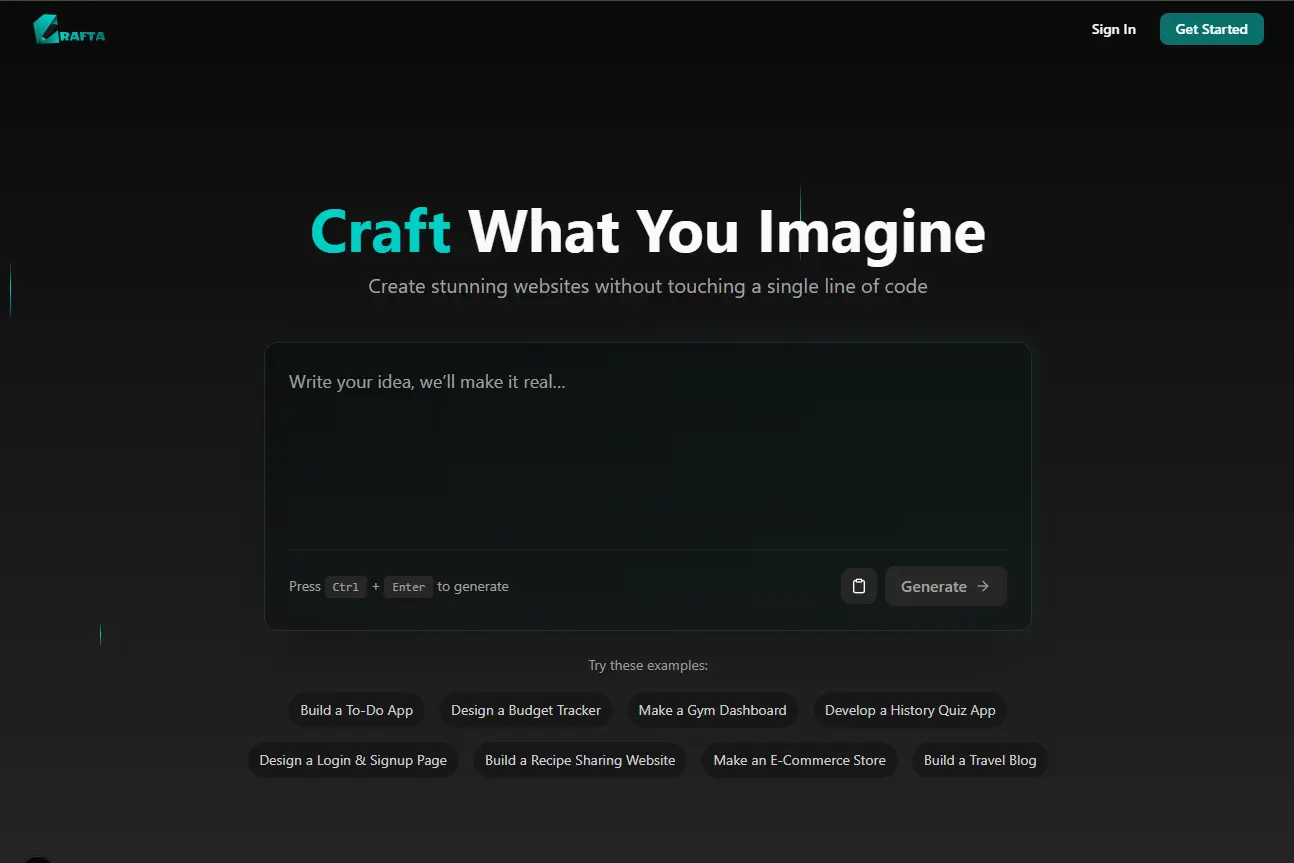 CRAFTA
Sign In
Get Started
Craft What You Imagine
Create stunning websites without touching a single line of code
Write your idea, we’ll make it real...
Press Ctrl + Enter to generate
Generate →
Try these examples:
Build a To-Do App
Design a Budget Tracker
Make a Gym Dashboard
Develop a History Quiz App
Design a Login & Signup Page
Build a Recipe Sharing Website
Make an E-Commerce Store
Build a Travel Blog